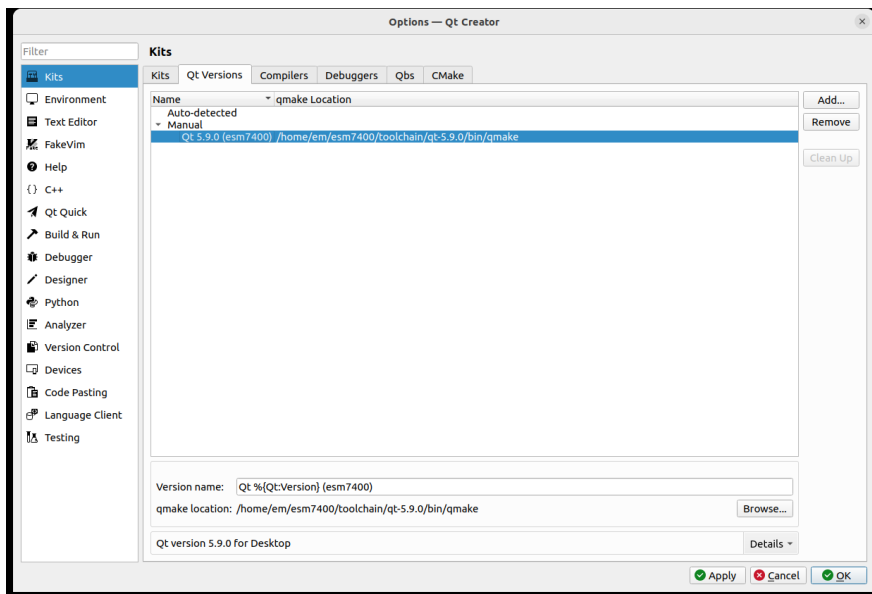 Options — Qt Creator
Filter
Kits
Kits
Environment
Text Editor
FakeVim
Help
{} C++
Qt Quick
Build & Run
Debugger
Designer
Python
Analyzer
Version Control
Devices
Code Pasting
Language Client
Testing
Kits Qt Versions Compilers Debuggers Qbs CMake
Name qmake Location
Auto-detected
Manual
Qt 5.9.0 (esm7400) /home/em/esm7400/toolchain/qt-5.9.0/bin/qmake
Add...
Remove
Clean Up
Version name: Qt %{Qt:Version} (esm7400)
qmake location: /home/em/esm7400/toolchain/qt-5.9.0/bin/qmake Browse...
Qt version 5.9.0 for Desktop Details
Apply Cancel OK